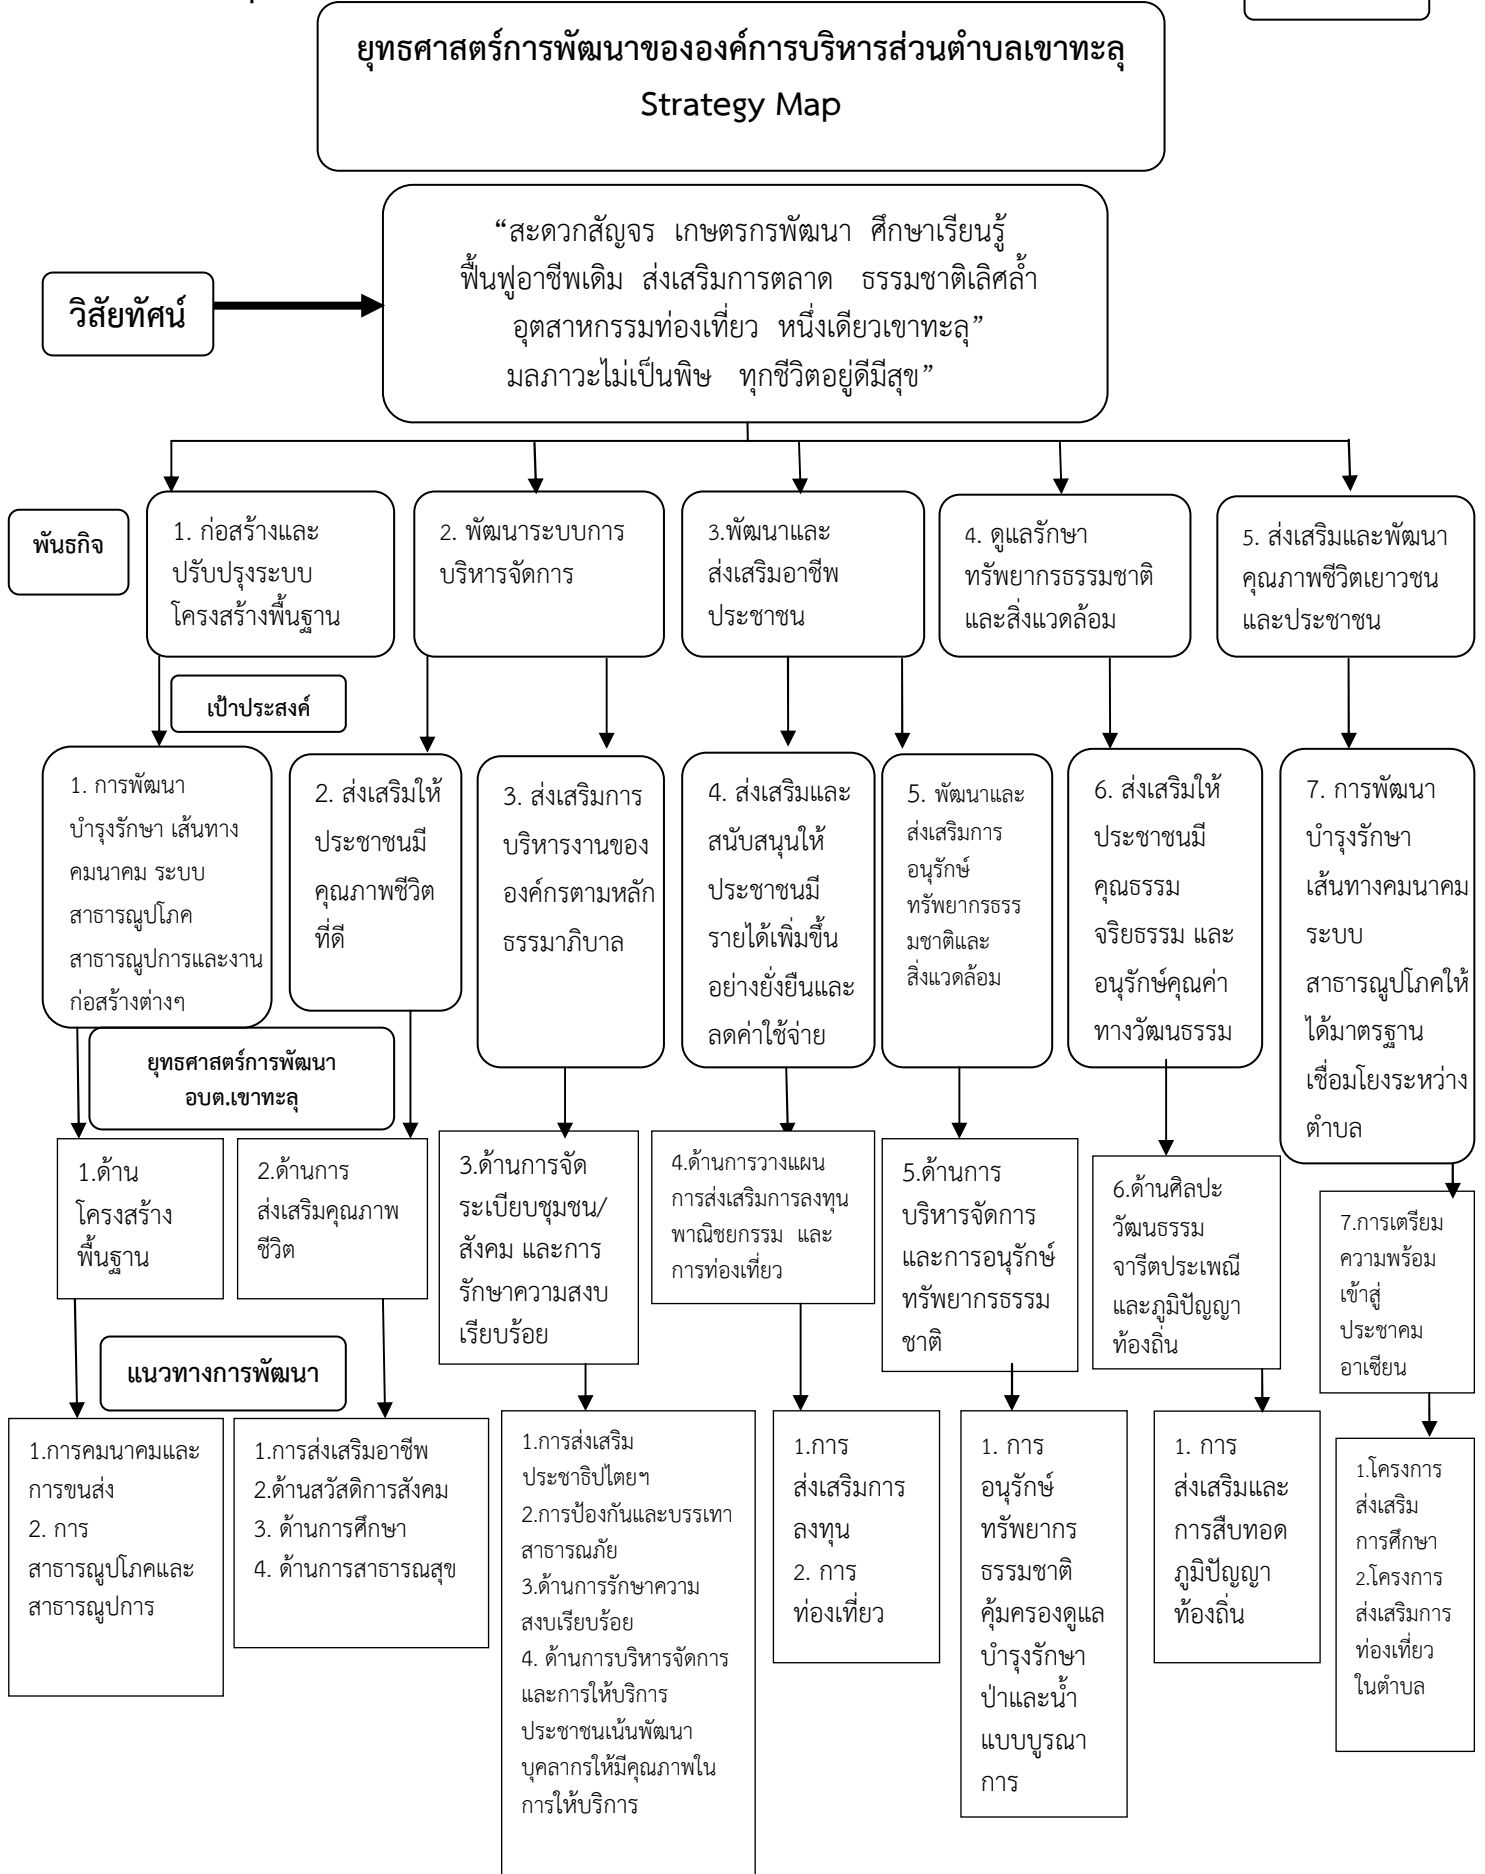 ยุทธศาสตร์การพัฒนาขององค์การบริหารส่วนตำบลเขาทะลุ
Strategy Map
“สะดวกสัญจร เกษตรกรพัฒนา ศึกษาเรียนรู้
ฟื้นฟูอาชีพเดิม ส่งเสริมการตลาด ธรรมชาติเลิศล้ำ
อุตสาหกรรมท่องเที่ยว หนึ่งเดียวเขาทะลุ”
มลภาวะไม่เป็นพิษ ทุกชีวิตอยู่ดีมีสุข”
วิสัยทัศน์
พันธกิจ
1. ก่อสร้างและ
ปรับปรุงระบบ
โครงสร้างพื้นฐาน
2. พัฒนาระบบการ
บริหารจัดการ
3.พัฒนาและ
ส่งเสริมอาชีพ
ประชาชน
4. ดูแลรักษา
ทรัพยากรธรรมชาติ
และสิ่งแวดล้อม
5. ส่งเสริมและพัฒนา
คุณภาพชีวิตเยาวชน
และประชาชน
เป้าประสงค์
1. การพัฒนา
บำรุงรักษา เส้นทาง
คมนาคม ระบบ
สาธารณูปโภค
สาธารณูปการและงาน
ก่อสร้างต่างๆ
2. ส่งเสริมให้
ประชาชนมี
คุณภาพชีวิต
ที่ดี
3. ส่งเสริมการ
บริหารงานของ
องค์กรตามหลัก
ธรรมาภิบาล
4. ส่งเสริมและ
สนับสนุนให้
ประชาชนมี
รายได้เพิ่มขึ้น
อย่างยั่งยืนและ
ลดค่าใช้จ่าย
5. พัฒนาและ
ส่งเสริมการ
อนุรักษ์
ทรัพยากรธรร
มชาติและ
สิ่งแวดล้อม
6. ส่งเสริมให้
ประชาชนมี
คุณธรรม
จริยธรรม และ
อนุรักษ์คุณค่า
ทางวัฒนธรรม
7. การพัฒนา
บำรุงรักษา
เส้นทางคมนาคม
ระบบ
สาธารณูปโภคให้
ได้มาตรฐาน
เชื่อมโยงระหว่าง
ตำบล
ยุทธศาสตร์การพัฒนา
อบต.เขาทะลุ
1.ด้าน
โครงสร้าง
พื้นฐาน
2.ด้านการ
ส่งเสริมคุณภาพ
ชีวิต
3.ด้านการจัด
ระเบียบชุมชน/
สังคม และการ
รักษาความสงบ
เรียบร้อย
4.ด้านการวางแผน
การส่งเสริมการลงทุน
พาณิชยกรรม และ
การท่องเที่ยว
5.ด้านการ
บริหารจัดการ
และการอนุรักษ์
ทรัพยากรธรรม
ชาติ
6.ด้านศิลปะ
วัฒนธรรม
จารีตประเพณี
และภูมิปัญญา
ท้องถิ่น
7.การเตรียม
ความพร้อม
เข้าสู่
ประชาคม
อาเซียน
แนวทางการพัฒนา
1.การคมนาคมและ
การขนส่ง
2. การ
สาธารณูปโภคและ
สาธารณูปการ
1.การส่งเสริมอาชีพ
2.ด้านสวัสดิการสังคม
3. ด้านการศึกษา
4. ด้านการสาธารณสุข
1.การส่งเสริม
ประชาธิปไตยฯ
2.การป้องกันและบรรเทา
สาธารณภัย
3.ด้านการรักษาความ
สงบเรียบร้อย
4. ด้านการบริหารจัดการ
และการให้บริการ
ประชาชนเน้นพัฒนา
บุคลากรให้มีคุณภาพใน
การให้บริการ
1.การ
ส่งเสริมการ
ลงทุน
2. การ
ท่องเที่ยว
1. การ
อนุรักษ์
ทรัพยากร
ธรรมชาติ
คุ้มครองดูแล
บำรุงรักษา
ป่าและน้ำ
แบบบูรณา
การ
1. การ
ส่งเสริมและ
การสืบทอด
ภูมิปัญญา
ท้องถิ่น
1.โครงการ
ส่งเสริม
การศึกษา
2.โครงการ
ส่งเสริมการ
ท่องเที่ยว
ในตำบล